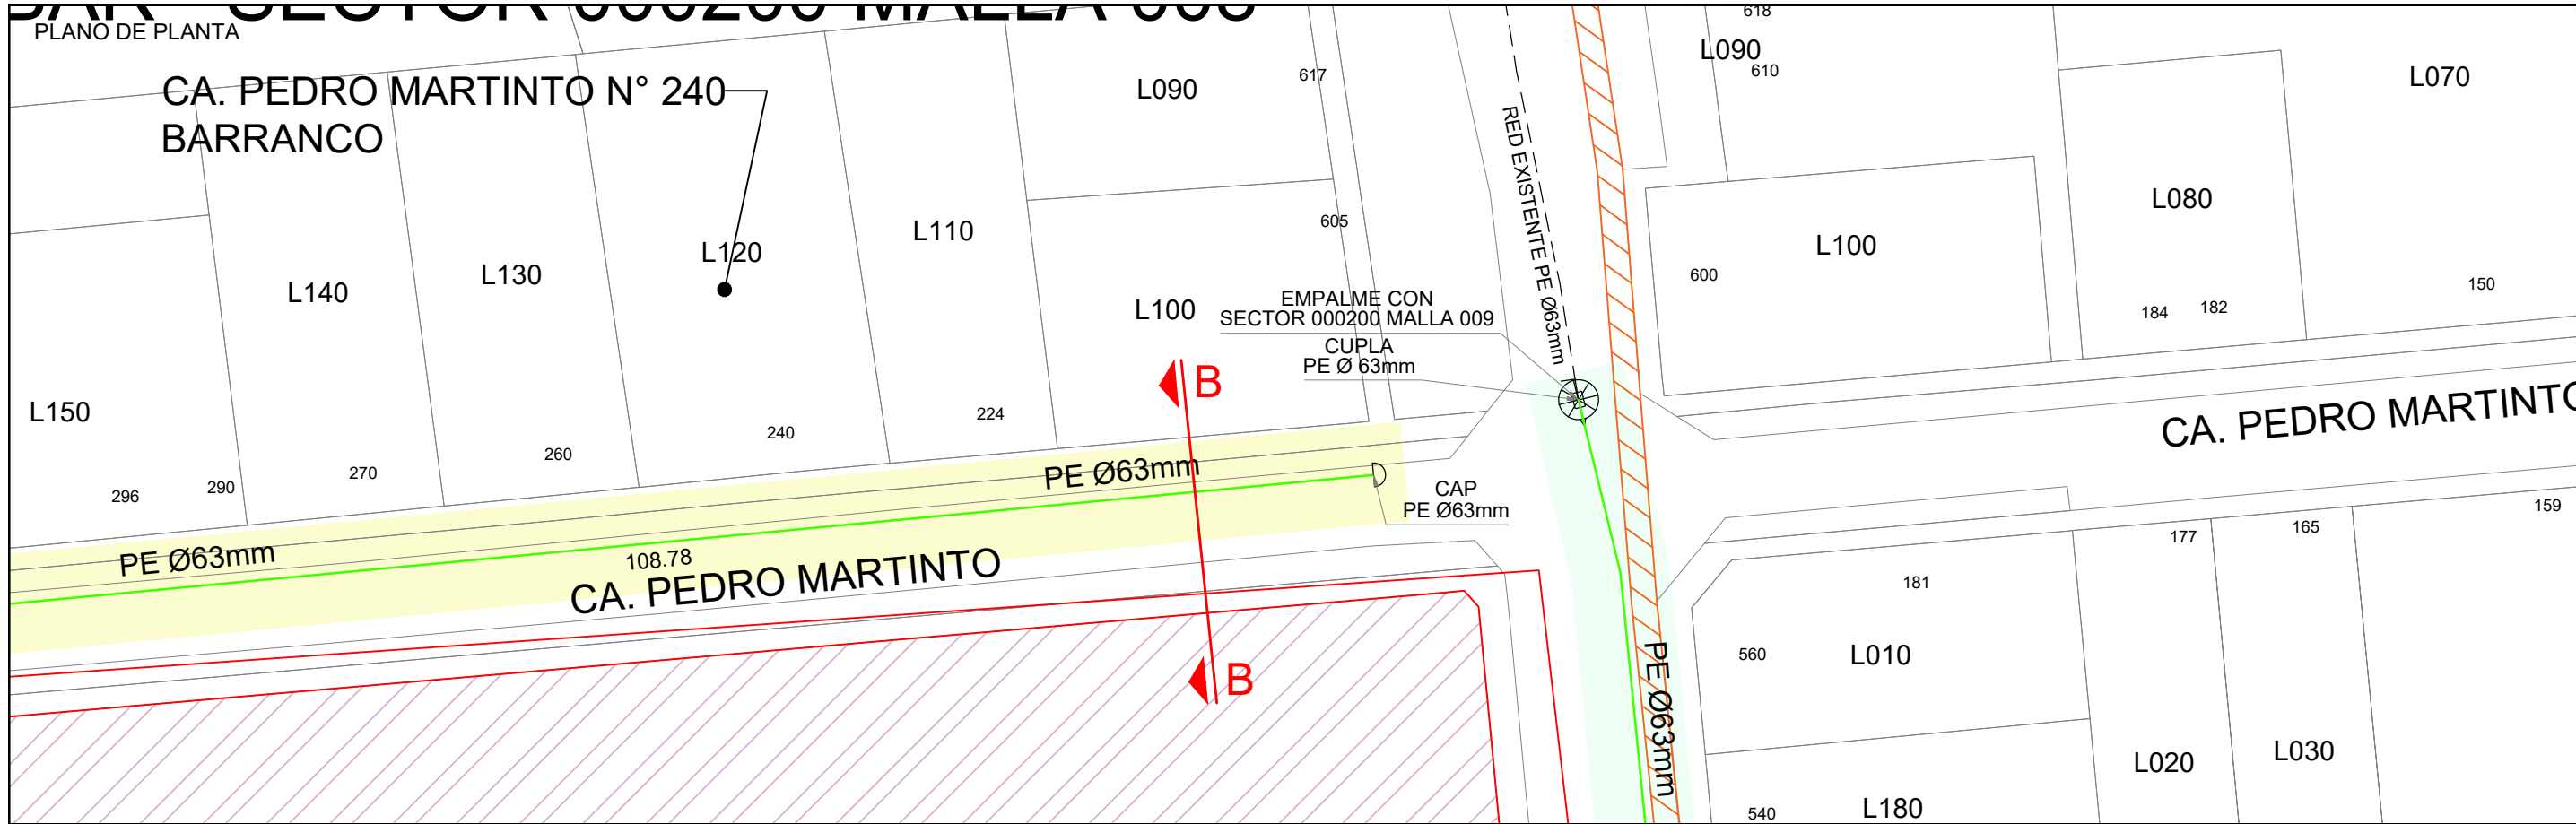 PLANO DE PLANTA
CA. PEDRO MARTINTO N° 240
BARRANCO
L090
617
L090
618
610
L070
L080
184
182
150
L100
600
L150
296
290
L140
270
L130
260
L120
240
L110
224
L100
605
RED EXISTENTE PE Ø63mm
EMPALME CON
SECTOR 000200 MALLA 009
CUPLA
PE Ø 63mm
B
CAP
PE Ø63mm
PE Ø63mm
PE Ø63mm
108.78
CA. PEDRO MARTINTO
CA. PEDRO MARTINTO
B
PE Ø63mm
181
177
165
159
560
L010
L020
L030
540
L180